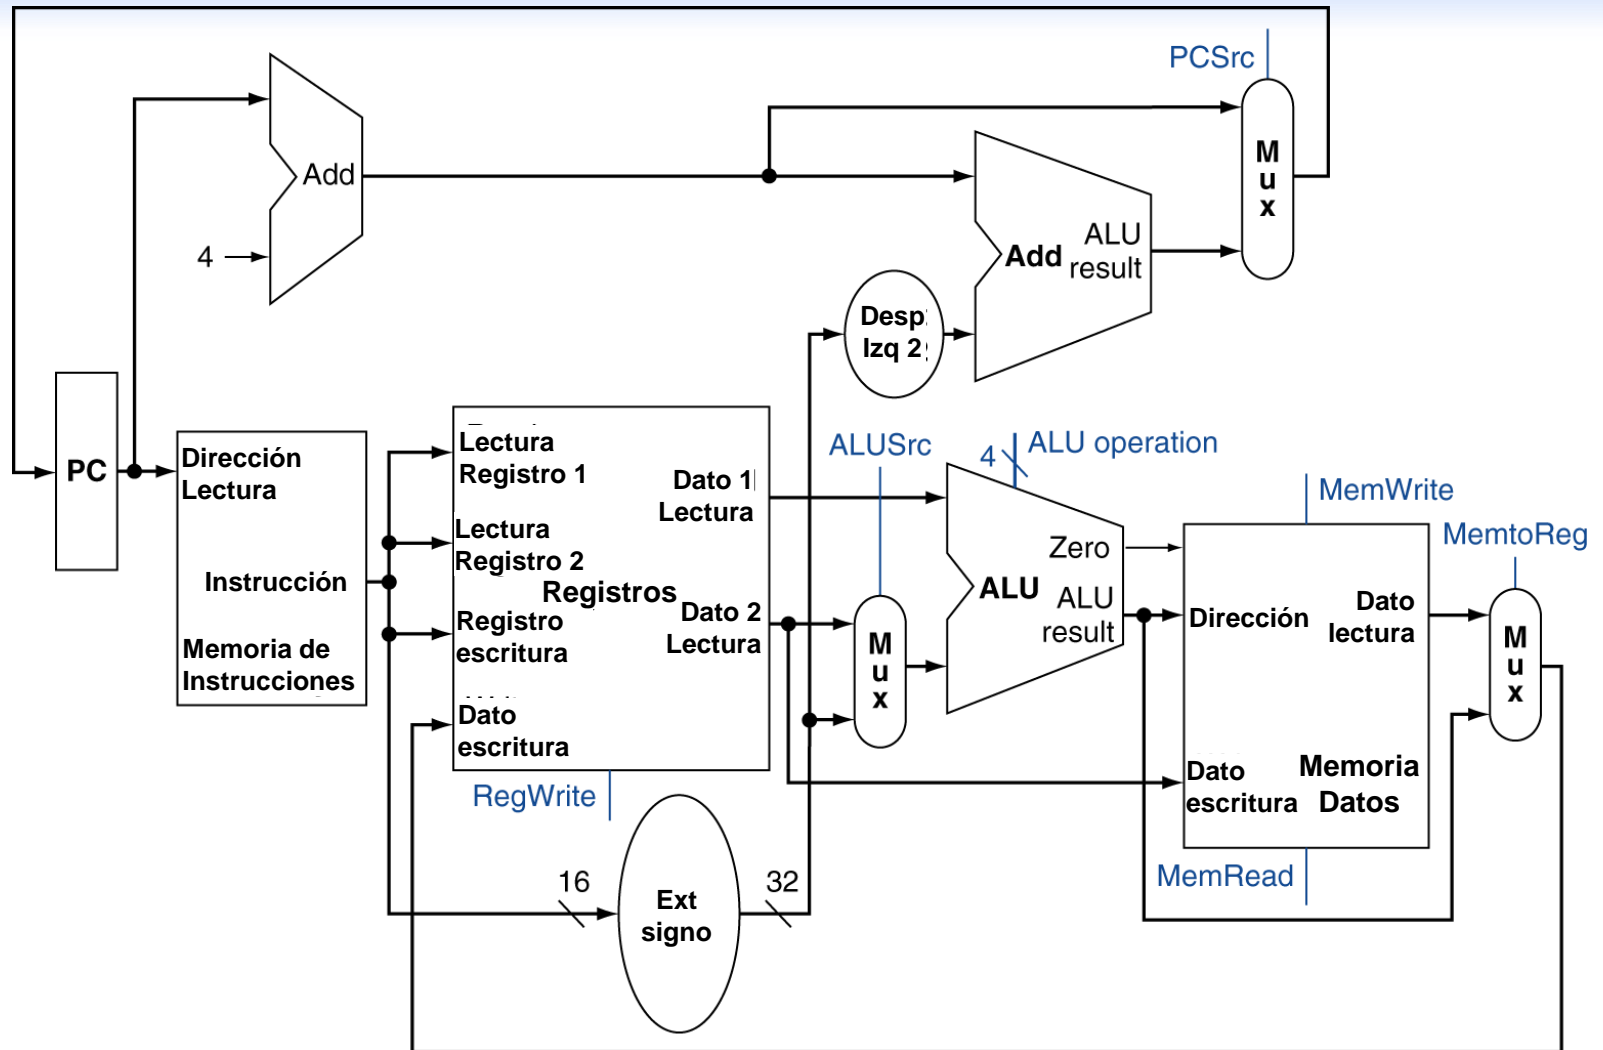 PCSrc
M
u
x
Add
4
Add
ALU
result
Desp
Izq 2
PC
Dirección
Lectura
Instrucción
Memoria de
Instrucciones
Lectura
Registro 1
Lectura
Registro 2
Registros
Registro
escritura
Dato
escritura
Dato 1
Lectura
Dato 2
Lectura
RegWrite
ALUSrc
M
u
x
4
ALU operation
Zero
ALU
ALU
result
MemWrite
MemtoReg
Dirección
Dato
lectura
Dato
escritura
Memoria
Datos
M
u
x
MemRead
16
Ext
signo
32